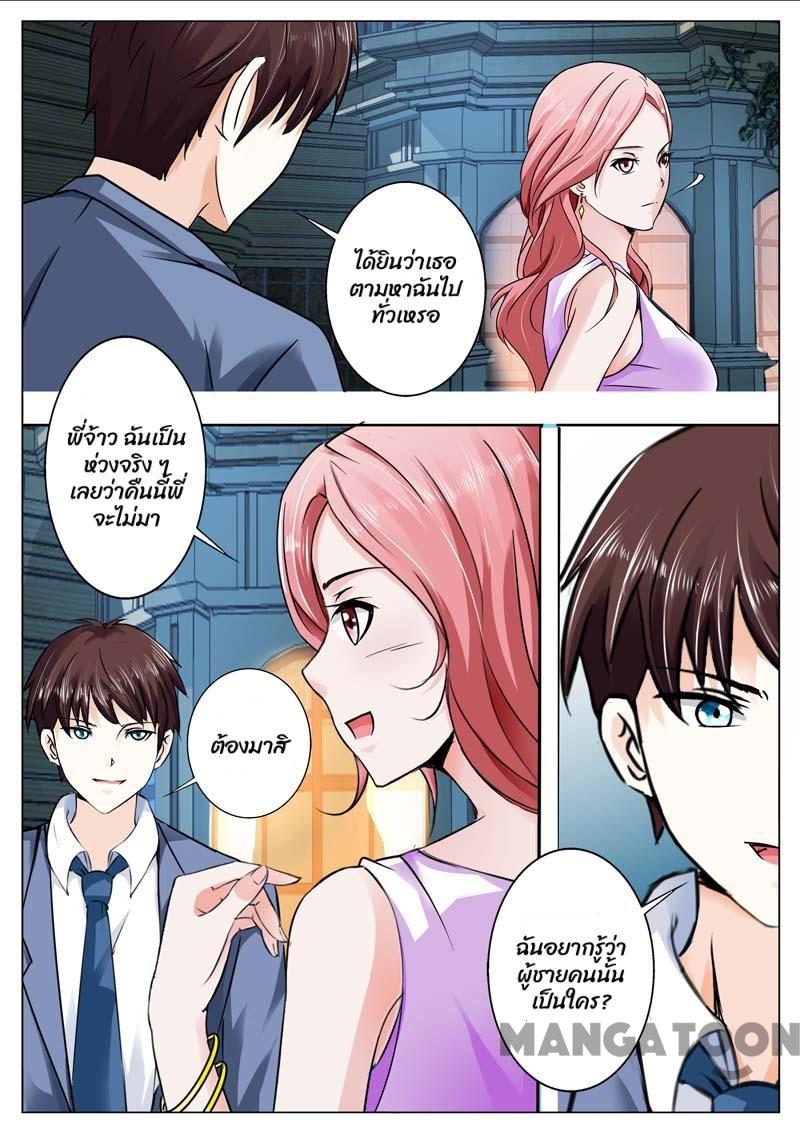 ได้ยินว่าเธอ
ตามหาฉันไป
ทั่วเหรอ
พี่จ้าว ฉันเป็น
ห่วงจริง ๆ
เลยว่าคืนนี้พี่
จะไม่มา
ต้องมาสิ
ฉันอยากรู้ว่า
ผู้ชายคนนั้น
เป็นใคร?
MANGATOON